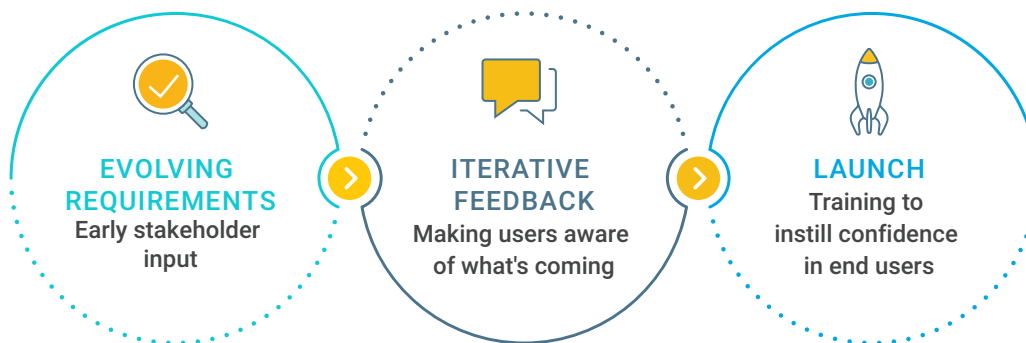 EVOLVING
REQUIREMENTS
Early stakeholder
input
ITERATIVE
FEEDBACK
Making users aware
of what's coming
LAUNCH
Training to
instill confidence
in end users